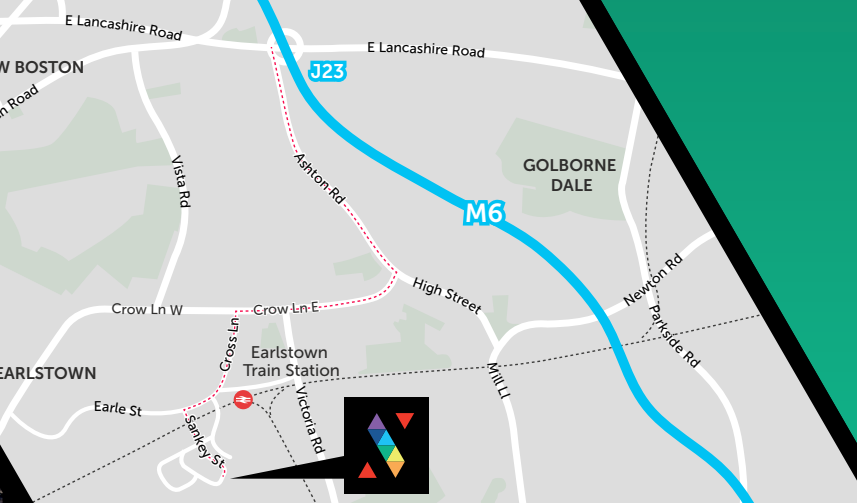 E Lancashire Road
E Lancashire Road
J23
W BOSTON
n Road
Vista Rd
Ashton Rd
GOLBORNE
DALE
M6
High Street
Newton Rd
Crow Ln W
Crow Ln E
Cross Ln
Parkside Rd
Earlstown
Train Station
EARLSTOWN
Mill Ll
Earle St
Victoria Rd
Sankey St